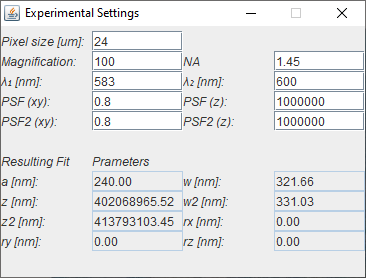 Experimental Settings
Pixel size [um]: 24
Magnification: 100 NA 1.45
λ₁ [nm]: 583 λ₂ [nm]: 600
PSF (xy): 0.8 PSF (z): 1000000
PSF2 (xy): 0.8 PSF2 (z): 1000000
Resulting Fit Prameters
a [nm]: 240.00 w [nm]: 321.66
z [nm]: 402068965.52 w2 [nm]: 331.03
z2 [nm]: 413793103.45 rx [nm]: 0.00
ry [nm]: 0.00 rz [nm]: 0.00